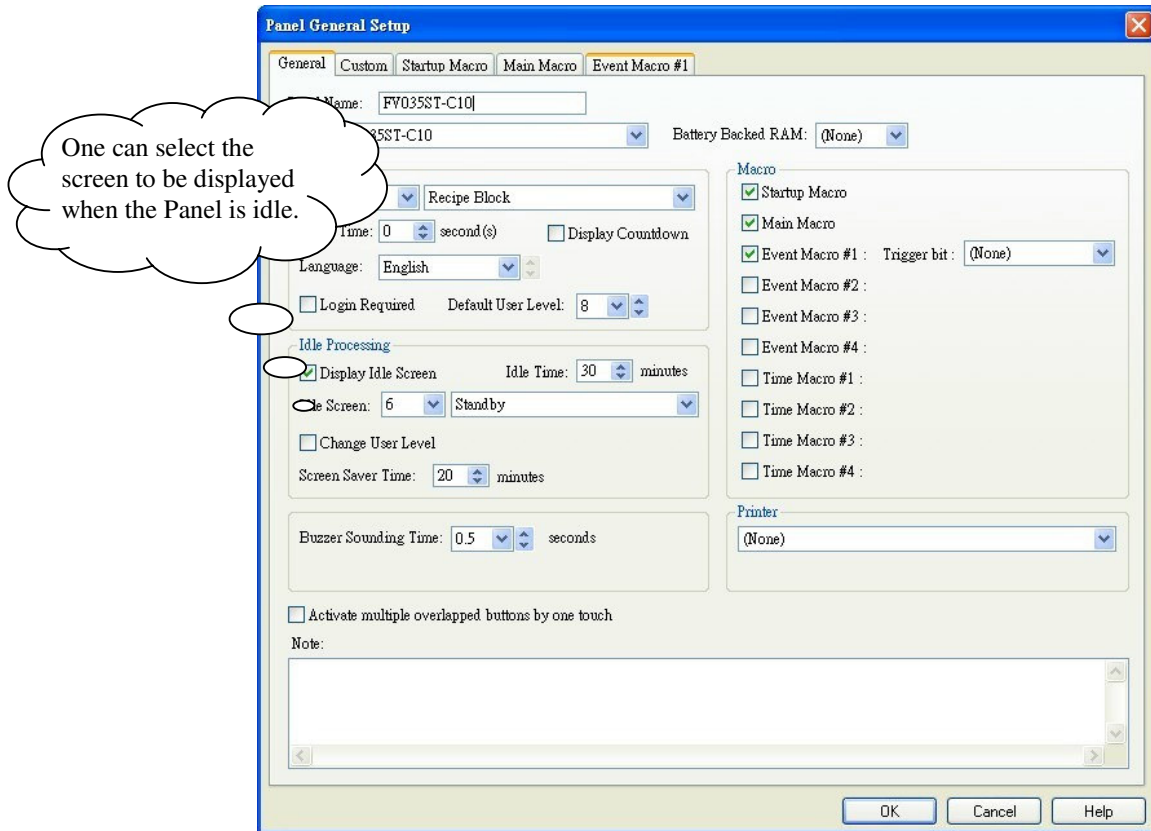 Panel General Setup
General Custom Startup Macro Main Macro Event Macro #1
Name: FV035ST-C10
35ST-C10 Battery Backed RAM: (None)
One can select the
screen to be displayed
when the Panel is idle.
Recipe Block
Time: 0 second(s) Display Countdown
Language: English
Login Required Default User Level: 8
Idle Processing
Display Idle Screen Idle Time: 30 minutes
Screen: 6 Standby
Change User Level
Screen Saver Time: 20 minutes
Buzzer Sounding Time: 0.5 seconds
Macro
Startup Macro
Main Macro
Event Macro #1 : Trigger bit : (None)
Event Macro #2 :
Event Macro #3 :
Event Macro #4 :
Time Macro #1 :
Time Macro #2 :
Time Macro #3 :
Time Macro #4 :
Printer
(None)
Activate multiple overlapped buttons by one touch
Note:
OK Cancel Help